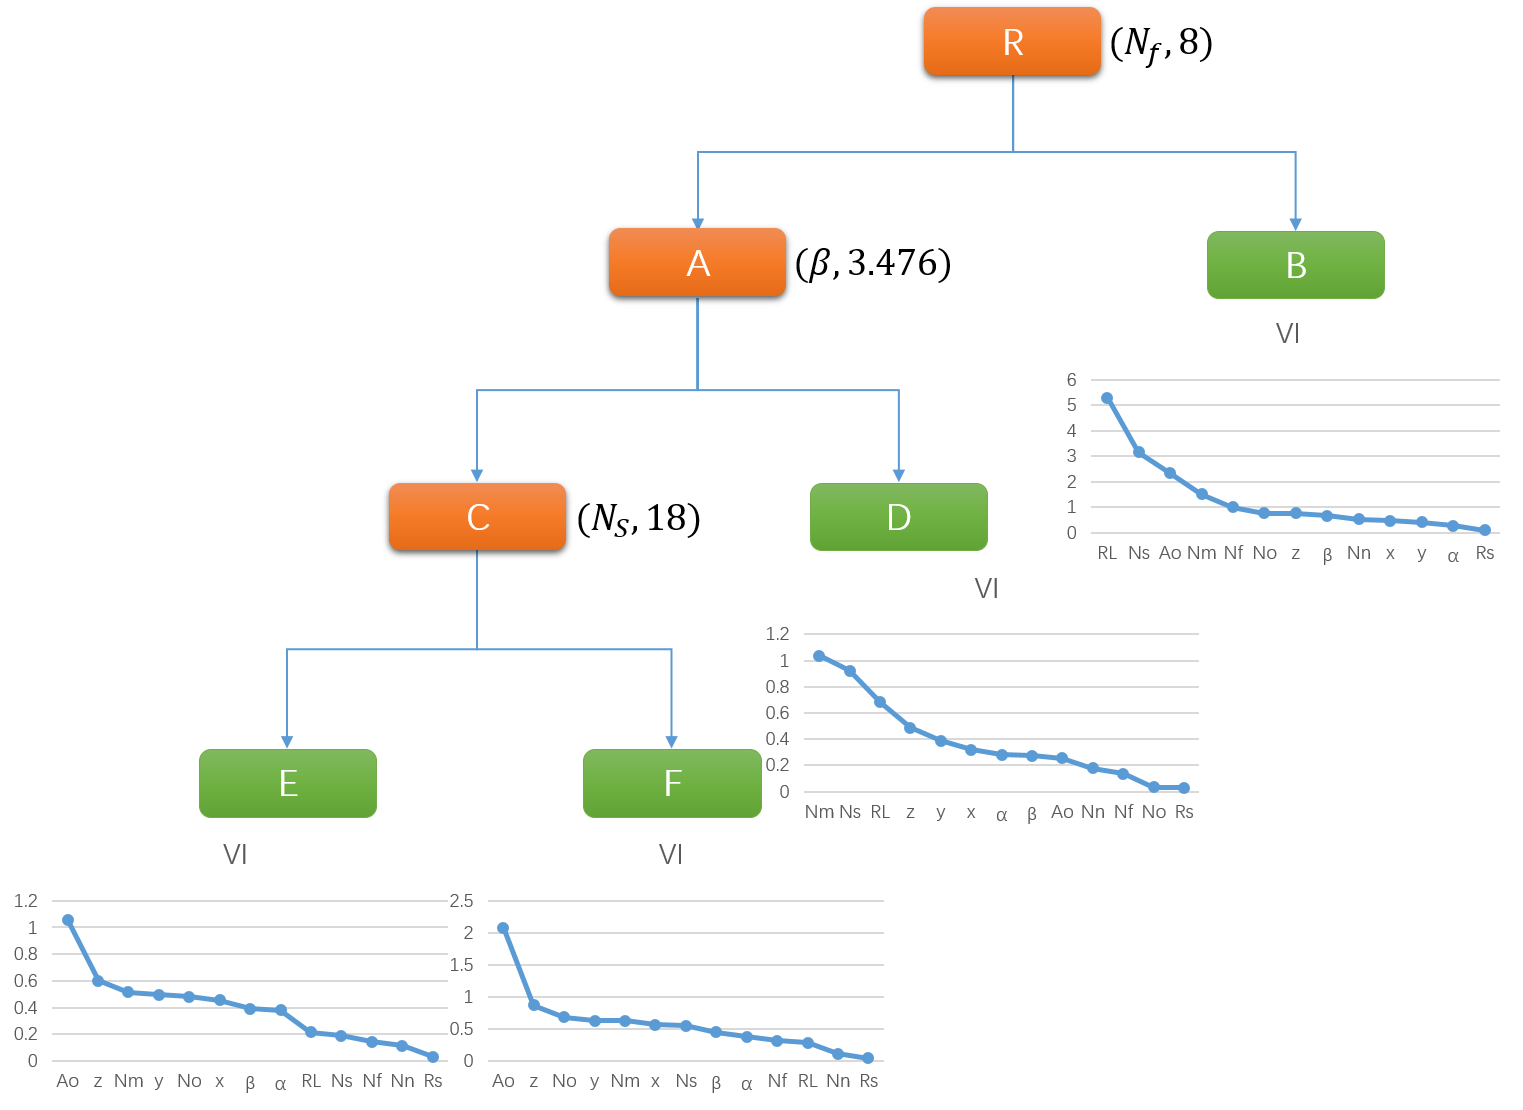 R
(N_f, 8)
A
(β, 3.476)
B
VI
6
5
4
3
2
1
0
RL Ns Ao Nm Nf No z β Nn x y α Rs
C
(N_S, 18)
D
VI
1.2
1
0.8
0.6
0.4
0.2
0
Nm Ns RL z y x α β Ao Nn Nf No Rs
E
VI
1.2
1
0.8
0.6
0.4
0.2
0
Ao z Nm y No x β α RL Ns Nf Nn Rs
F
VI
2.5
2
1.5
1
0.5
0
Ao z No y Nm x Ns β α Nf RL Nn Rs